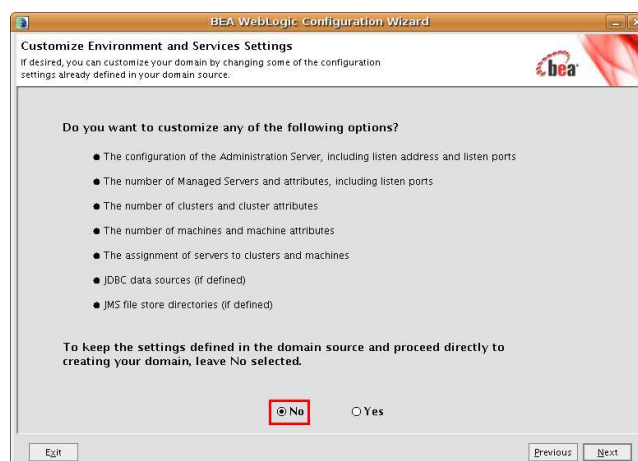 BEA WebLogic Configuration Wizard
Customize Environment and Services Settings
If desired, you can customize your domain by changing some of the configuration
settings already defined in your domain source.
bea
Do you want to customize any of the following options?
● The configuration of the Administration Server, including listen address and listen ports
● The number of Managed Servers and attributes, including listen ports
● The number of clusters and cluster attributes
● The number of machines and machine attributes
● The assignment of servers to clusters and machines
● JDBC data sources (if defined)
● JMS file store directories (if defined)
To keep the settings defined in the domain source and proceed directly to
creating your domain, leave No selected.
No Yes
Exit Previous Next